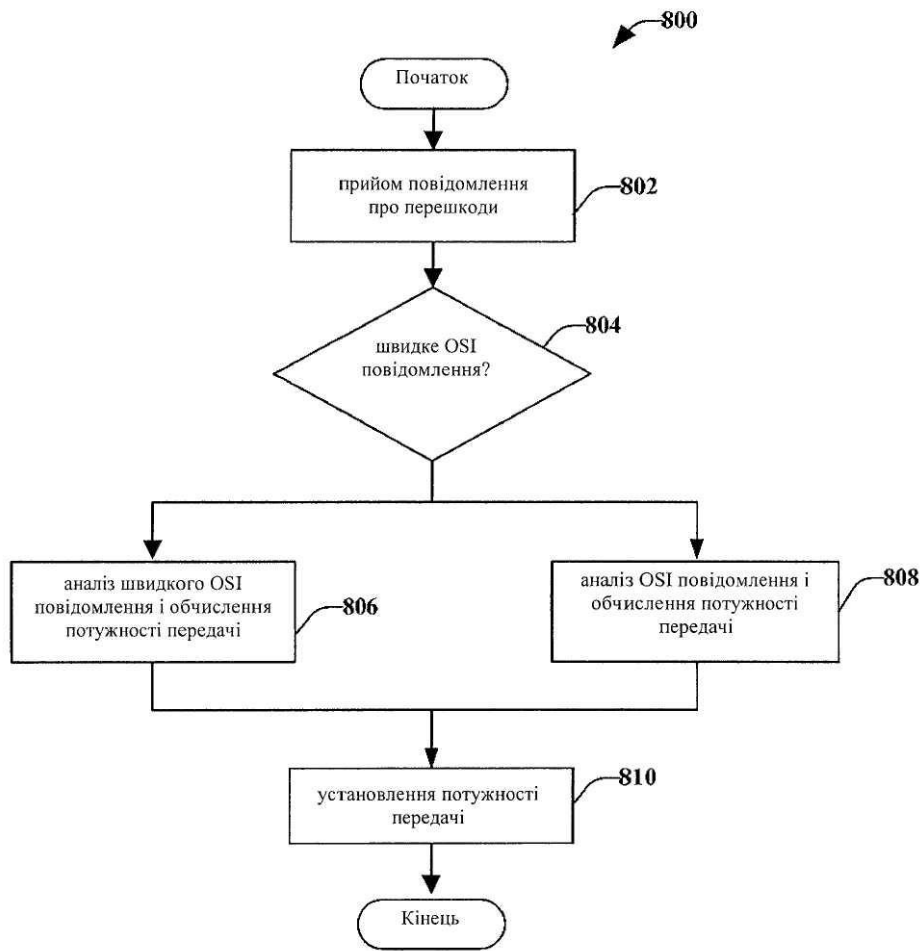 800
Початок
прийом повідомлення
про перешкоди
802
804
швидке OSI
повідомлення?
аналіз швидкого OSI
повідомлення і обчислення
потужності передачі
806
аналіз OSI повідомлення і
обчислення потужності
передачі
808
установлення потужності
передачі
810
Кінець